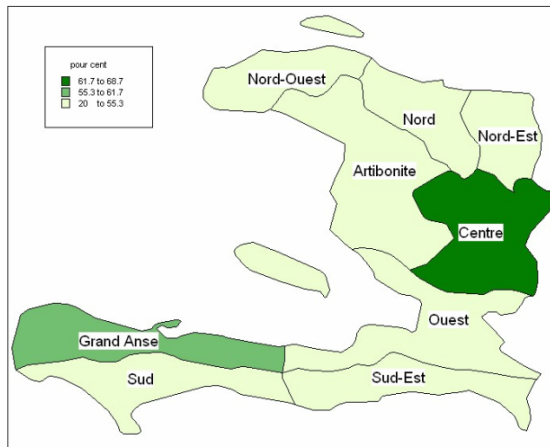 pour cent
61.7 to 68.7
55.3 to 61.7
20 to 55.3
Nord-Ouest
Nord
Nord-Est
Artibonite
Centre
Ouest
Grand Anse
Sud
Sud-Est